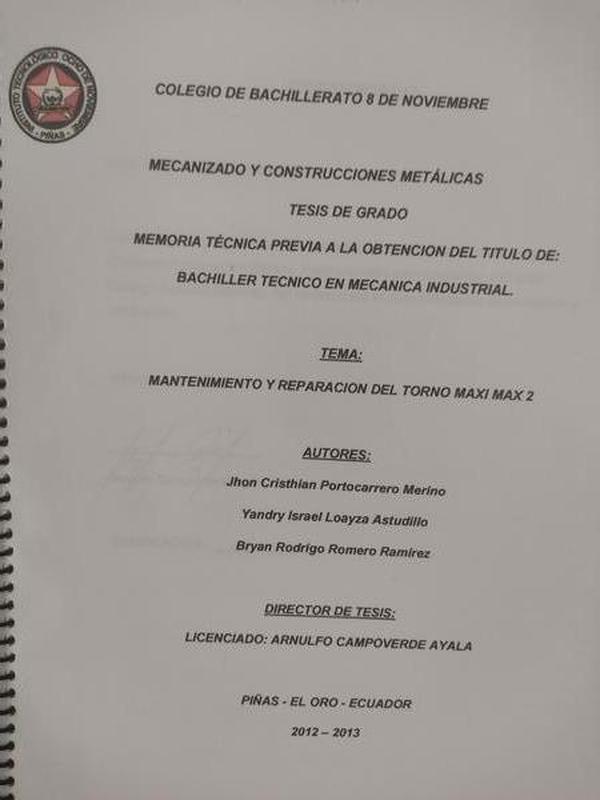 INSTITUTO TECNOLÓGICO OCHO DE NOVIEMBRE
- PIÑAS -
COLEGIO DE BACHILLERATO 8 DE NOVIEMBRE
MECANIZADO Y CONSTRUCCIONES METÁLICAS
TESIS DE GRADO
MEMORIA TÉCNICA PREVIA A LA OBTENCION DEL TITULO DE:
BACHILLER TECNICO EN MECANICA INDUSTRIAL.
TEMA:
MANTENIMIENTO Y REPARACION DEL TORNO MAXI MAX 2
AUTORES:
Jhon Cristhian Portocarrero Merino
Yandry Israel Loayza Astudillo
Bryan Rodrigo Romero Ramírez
DIRECTOR DE TESIS:
LICENCIADO: ARNULFO CAMPOVERDE AYALA
PIÑAS - EL ORO - ECUADOR
2012 – 2013